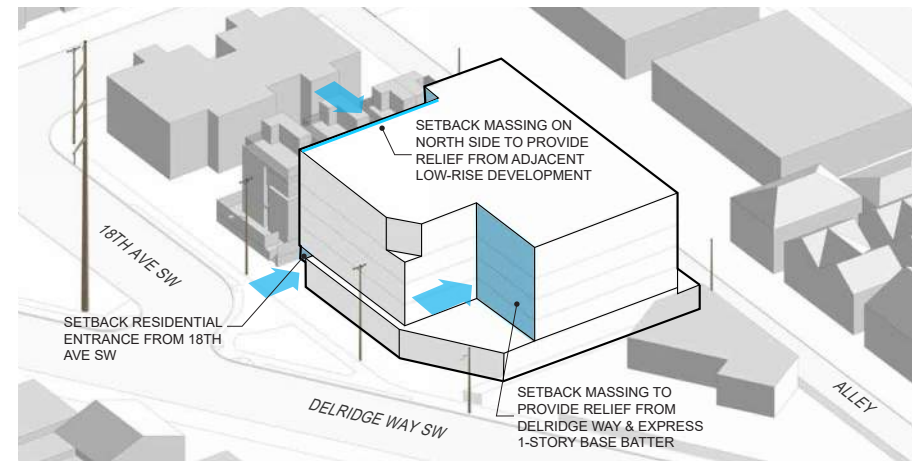 SETBACK MASSING ON
NORTH SIDE TO PROVIDE
RELIEF FROM ADJACENT
LOW-RISE DEVELOPMENT
18TH AVE SW
SETBACK RESIDENTIAL
ENTRANCE FROM 18TH
AVE SW
DELRIDGE WAY SW
SETBACK MASSING TO
PROVIDE RELIEF FROM
DELRIDGE WAY & EXPRESS
1-STORY BASE BATTER
ALLEY